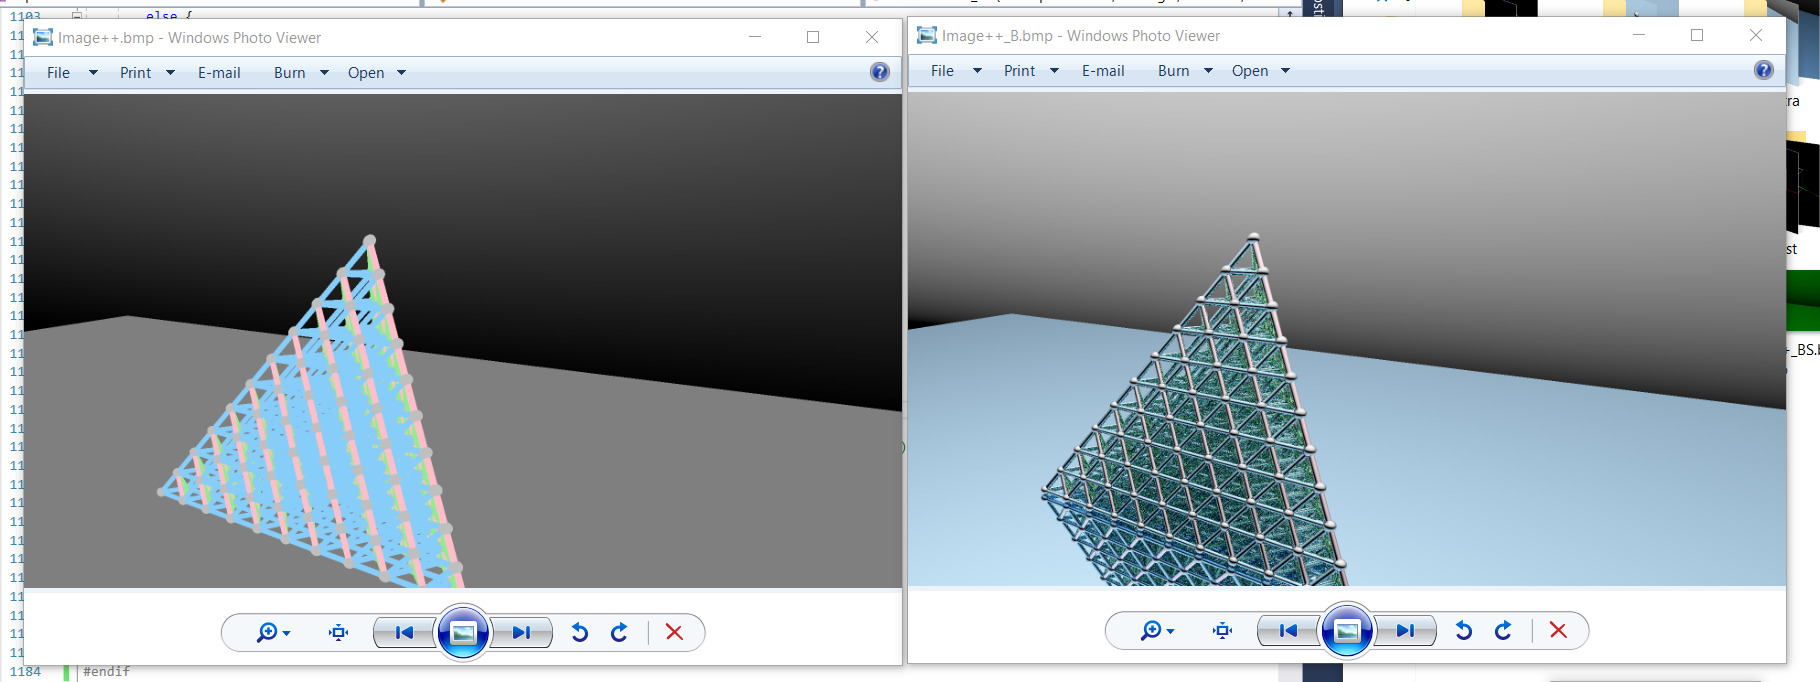 1103
else {
Image++.bmp - Windows Photo Viewer
File Print E-mail Burn Open
Image++_B.bmp - Windows Photo Viewer
File Print E-mail Burn Open
ra
st
_BS.b
1184 #endif